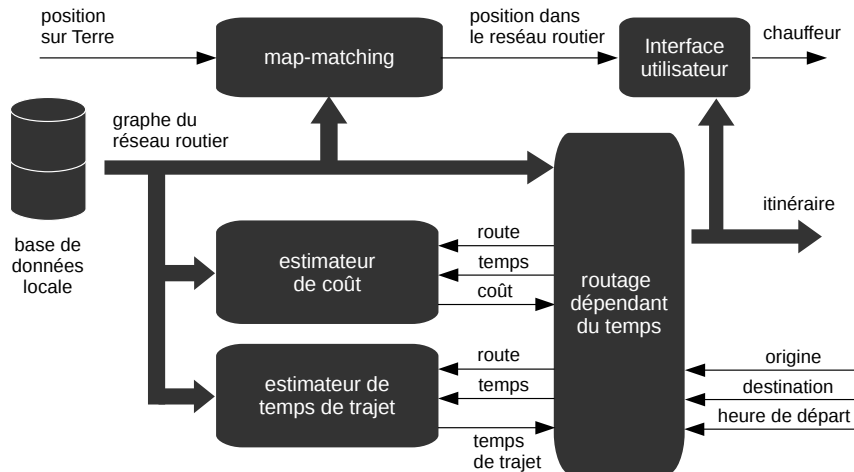 position
sur Terre
map-matching
position dans
le reséau routier
Interface
utilisateur
chauffeur
graphe du
réseau routier
base de
données
locale
estimateur
de coût
route
temps
coût
routage
dépendant
du temps
itinéraire
estimateur de
temps de trajet
route
temps
temps
de trajet
origine
destination
heure de départ